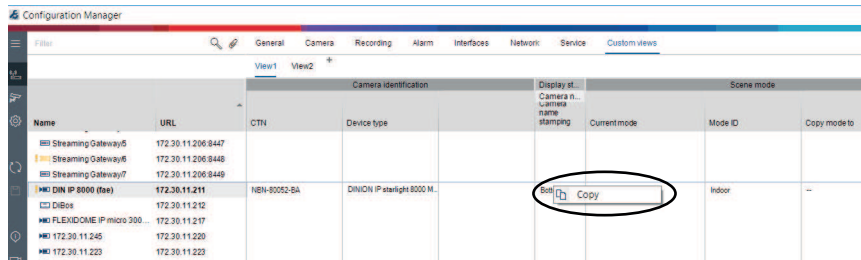 Configuration Manager
Filter
General Camera Recording Alarm Interfaces Network Service Custom views
View1 View2 +
Camera identification Display st... Scene mode
Camera n...
Name URL CTN Device type Camera name stamping Current mode Mode ID Copy mode to
Streaming Gateway/5 172.30.11.206:8447
Streaming Gateway/6 172.30.11.206:8448
Streaming Gateway/7 172.30.11.206:8449
DIN IP 8000 (fae) 172.30.11.211 NBN-80052-BA DINION IP starlight 8000 M... Copy Indoor --
DiBos 172.30.11.212
FLEXIDOME IP micro 300... 172.30.11.217
172.30.11.245 172.30.11.220
172.30.11.223 172.30.11.223